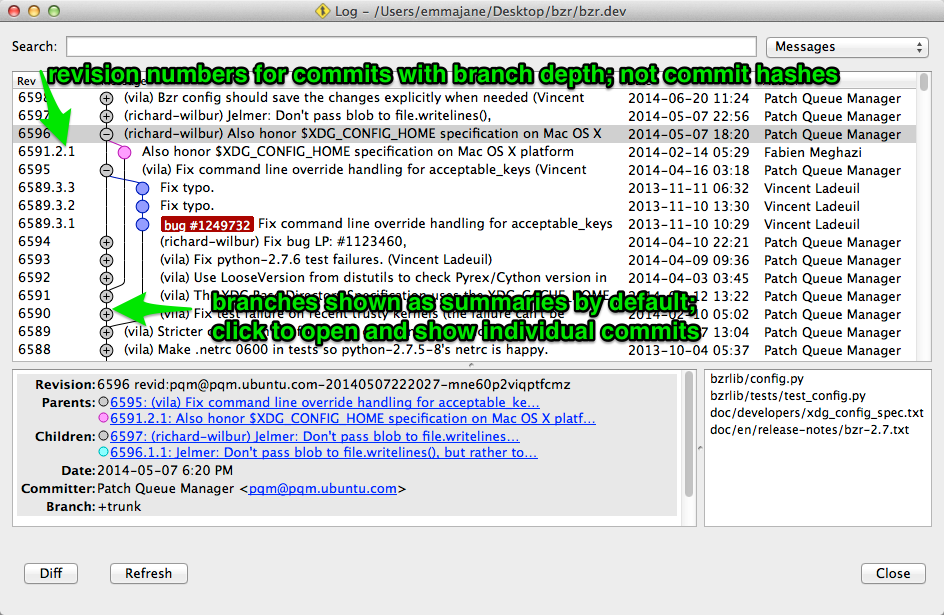 Log - /Users/emmajane/Desktop/bzr/bzr.dev
Search:
Messages
Rev
revision numbers for commits with branch depth; not commit hashes
6598 (vila) Bzr config should save the changes explicitly when needed (Vincent 2014-06-20 11:24 Patch Queue Manager
6597 (richard-wilbur) Jelmer: Don't pass blob to file.writelines(), 2014-05-07 22:56 Patch Queue Manager
6596 (richard-wilbur) Also honor $XDG_CONFIG_HOME specification on Mac OS X 2014-05-07 18:20 Patch Queue Manager
6591.2.1 Also honor $XDG_CONFIG_HOME specification on Mac OS X platform 2014-02-14 05:29 Fabien Meghazi
6595 (vila) Fix command line override handling for acceptable_keys (Vincent 2014-04-16 03:18 Patch Queue Manager
6589.3.3 Fix typo. 2013-11-11 06:32 Vincent Ladeuil
6589.3.2 Fix typo. 2013-11-10 13:30 Vincent Ladeuil
6589.3.1 bug #1249732 Fix command line override handling for acceptable_keys 2013-11-10 10:29 Vincent Ladeuil
6594 (richard-wilbur) Fix bug LP: #1123460, 2014-04-10 22:21 Patch Queue Manager
6593 (vila) Fix python-2.7.6 test failures. (Vincent Ladeuil) 2014-04-09 09:36 Patch Queue Manager
6592 (vila) Use LooseVersion from distutils to check Pyrex/Cython version in 2014-04-03 03:45 Patch Queue Manager
6591 (vila) 13:22 Patch Queue Manager
branches shown as summaries by default;
6590 (vila) Fix test failure on recent trusty kernels (the failure can't be 05:02 Patch Queue Manager
click to open and show individual commits
6589 (vila) Stricter 13:04 Patch Queue Manager
6588 (vila) Make .netrc 0600 in tests so python-2.7.5-8's netrc is happy. 2013-10-04 05:37 Patch Queue Manager
Revision: 6596 revid:pqm@pqm.ubuntu.com-20140507222027-mne60p2viqptfcmz
Parents: 6595: (vila) Fix command line override handling for acceptable_ke...
6591.2.1: Also honor $XDG_CONFIG_HOME specification on Mac OS X platf...
Children: 6597: (richard-wilbur) Jelmer: Don't pass blob to file.writelines...
6596.1.1: Jelmer: Don't pass blob to file.writelines(), but rather to...
Date: 2014-05-07 6:20 PM
Committer: Patch Queue Manager <pqm@pqm.ubuntu.com>
Branch: +trunk
bzrlib/config.py
bzrlib/tests/test_config.py
doc/developers/xdg_config_spec.txt
doc/en/release-notes/bzr-2.7.txt
Diff
Refresh
Close